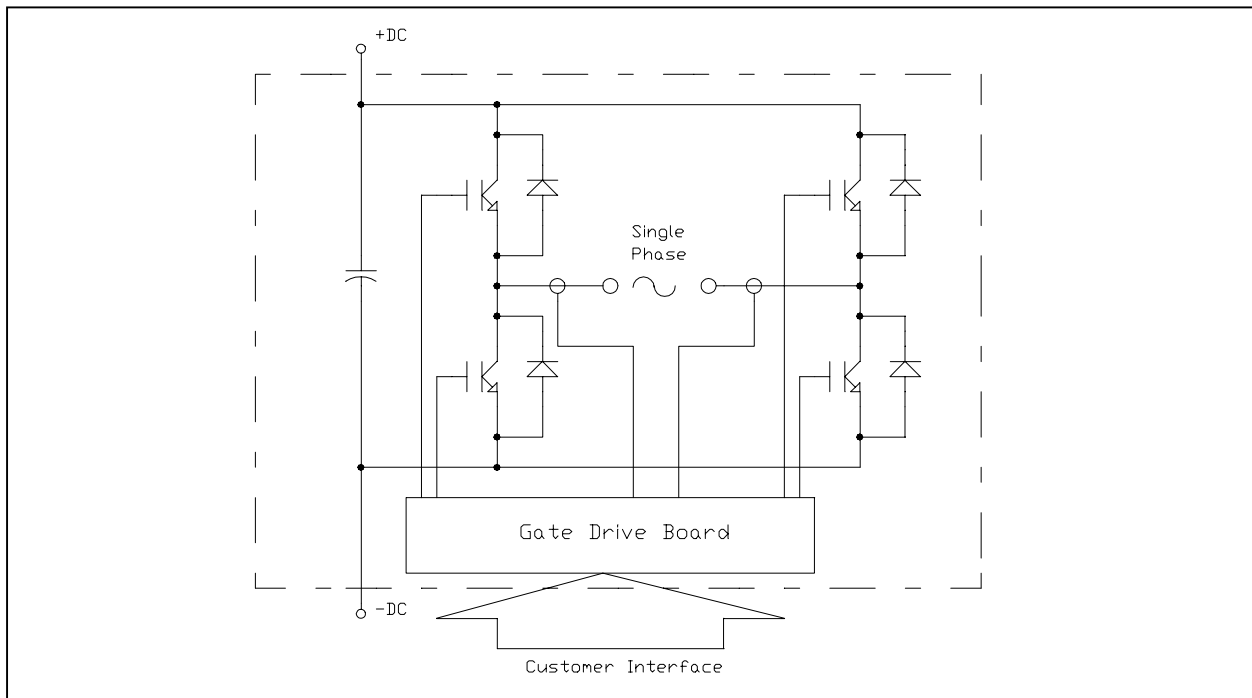 +DC
Single
Phase
Gate Drive Board
-DC
Customer Interface